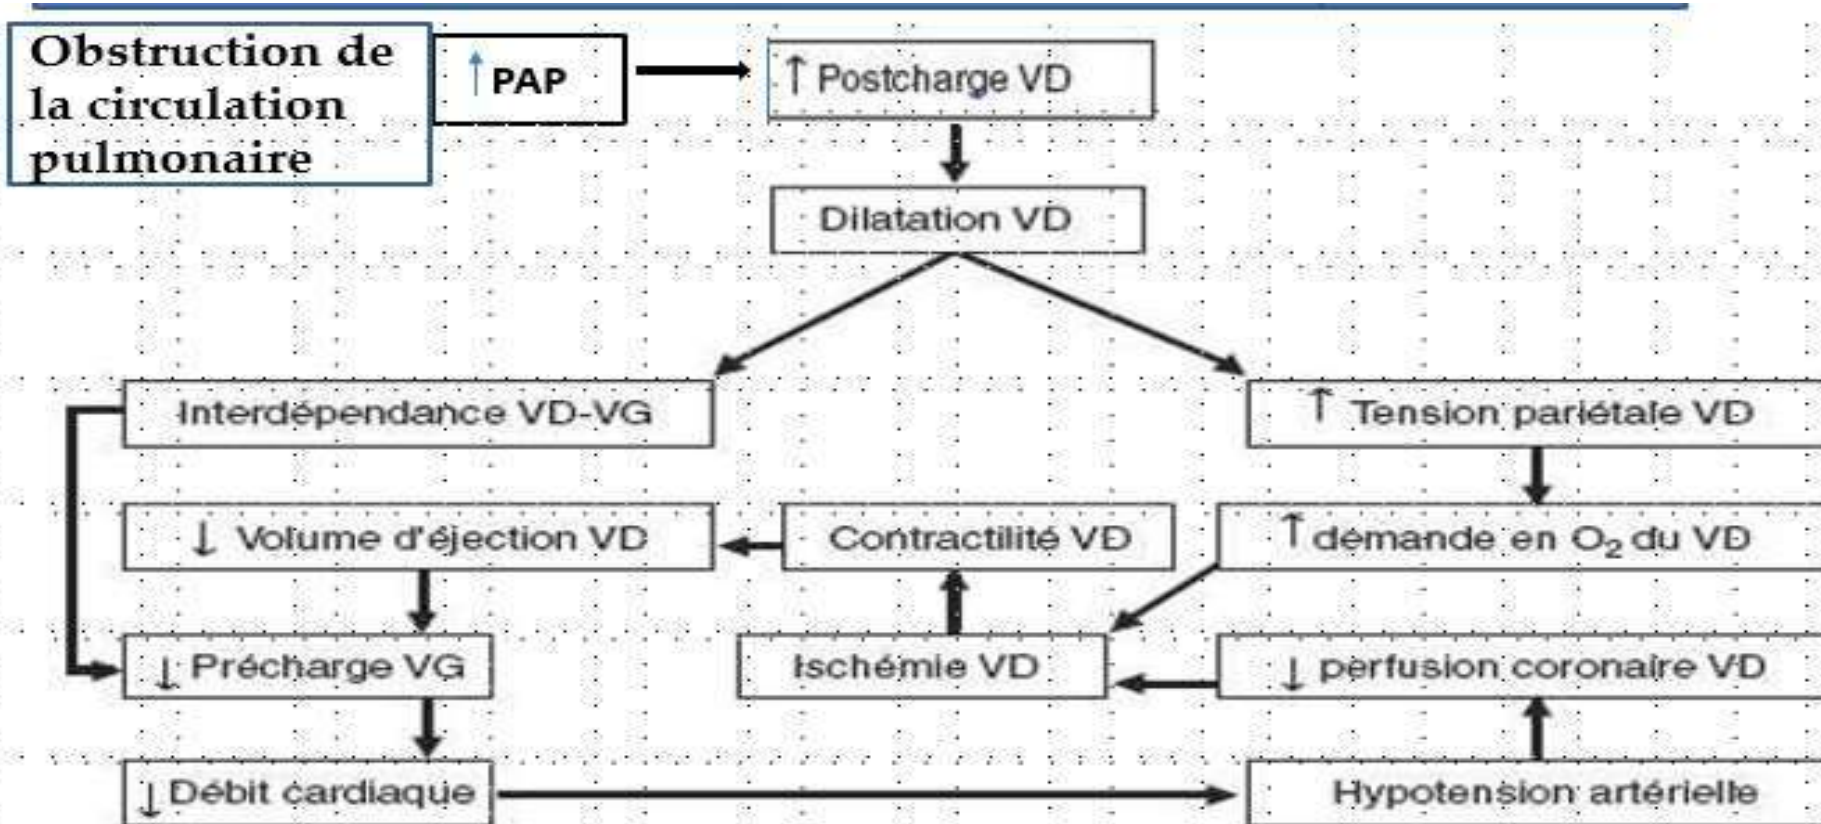 Obstruction de
la circulation
pulmonaire
↑ PAP
↑ Postcharge VD
Dilatation VD
Interdépendance VD-VG
↑ Tension pariétale VD
↓ Volume d'éjection VD
Contractilité VD
↑ demande en O₂ du VD
↓ Précharge VG
Ischémie VD
↓ perfusion coronaire VD
↓ Débit cardiaque
Hypotension artérielle